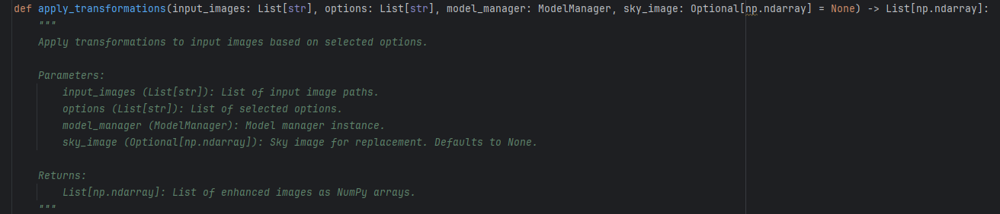 def apply_transformations(input_images: List[str], options: List[str], model_manager: ModelManager, sky_image: Optional[np.ndarray] = None) -> List[np.ndarray]:
"""
Apply transformations to input images based on selected options.
Parameters:
input_images (List[str]): List of input image paths.
options (List[str]): List of selected options.
model_manager (ModelManager): Model manager instance.
sky_image (Optional[np.ndarray]): Sky image for replacement. Defaults to None.
Returns:
List[np.ndarray]: List of enhanced images as NumPy arrays.
"""